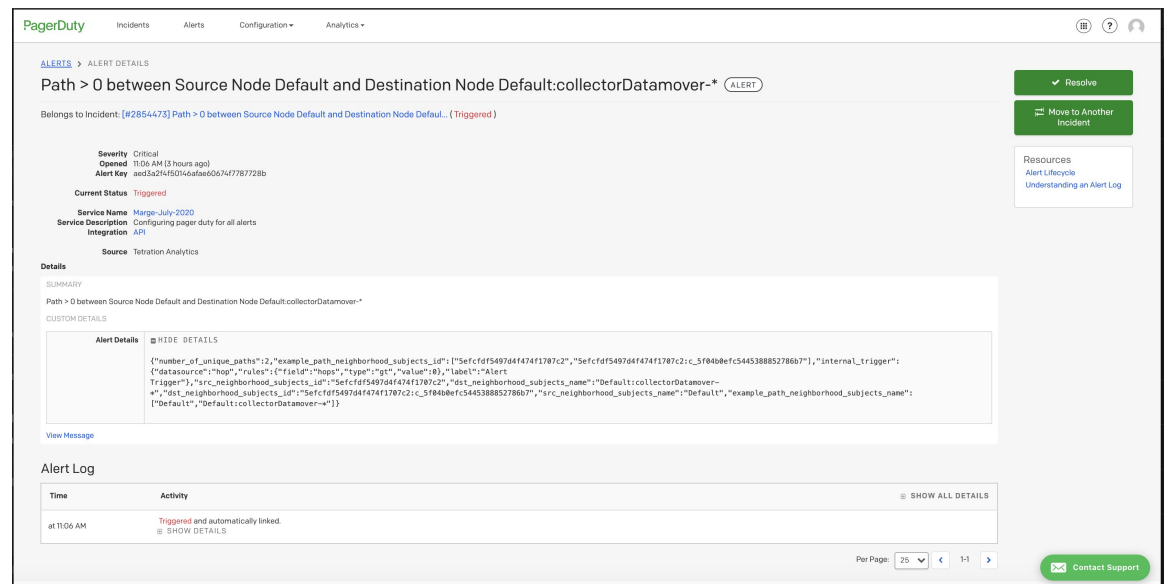 PagerDuty Incidents Alerts Configuration Analytics ?
ALERTS > ALERT DETAILS
Path > 0 between Source Node Default and Destination Node Default:collectorDatamover-* ALERT
Resolve
Belongs to Incident: [#2854473] Path > 0 between Source Node Default and Destination Node Defaul... ( Triggered )
Move to Another
Incident
Severity Critical
Opened 11:06 AM (3 hours ago)
Alert Key aed3a2f4f50146afae60674f7787728b
Resources
Alert Lifecycle
Understanding an Alert Log
Current Status Triggered
Service Name Marge-July-2020
Service Description Configuring pager duty for all alerts
Integration API
Source Tetration Analytics
Details
SUMMARY
Path > 0 between Source Node Default and Destination Node Default:collectorDatamover-*
CUSTOM DETAILS
Alert Details HIDE DETAILS
{"number_of_unique_paths":2,"example_path_neighborhood_subjects_id":["5efcfdf5497d4f474f1707c2","5efcfdf5497d4f474f1707c2:c_5f04b0efc5445388852786b7"],"internal_trigger":
{"datasource":"hop","rules":{"field":"hops","type":"gt","value":0},"label":"Alert
Trigger"},"src_neighborhood_subjects_id":"5efcfdf5497d4f474f1707c2","dst_neighborhood_subjects_name":"Default:collectorDatamover-
*","dst_neighborhood_subjects_id":"5efcfdf5497d4f474f1707c2:c_5f04b0efc5445388852786b7","src_neighborhood_subjects_name":"Default","example_path_neighborhood_subjects_name":
["Default","Default:collectorDatamover-*"]}
View Message
Alert Log
Time Activity SHOW ALL DETAILS
at 11:06 AM Triggered and automatically linked.
SHOW DETAILS
Per Page: 25 < 1-1 >
Contact Support